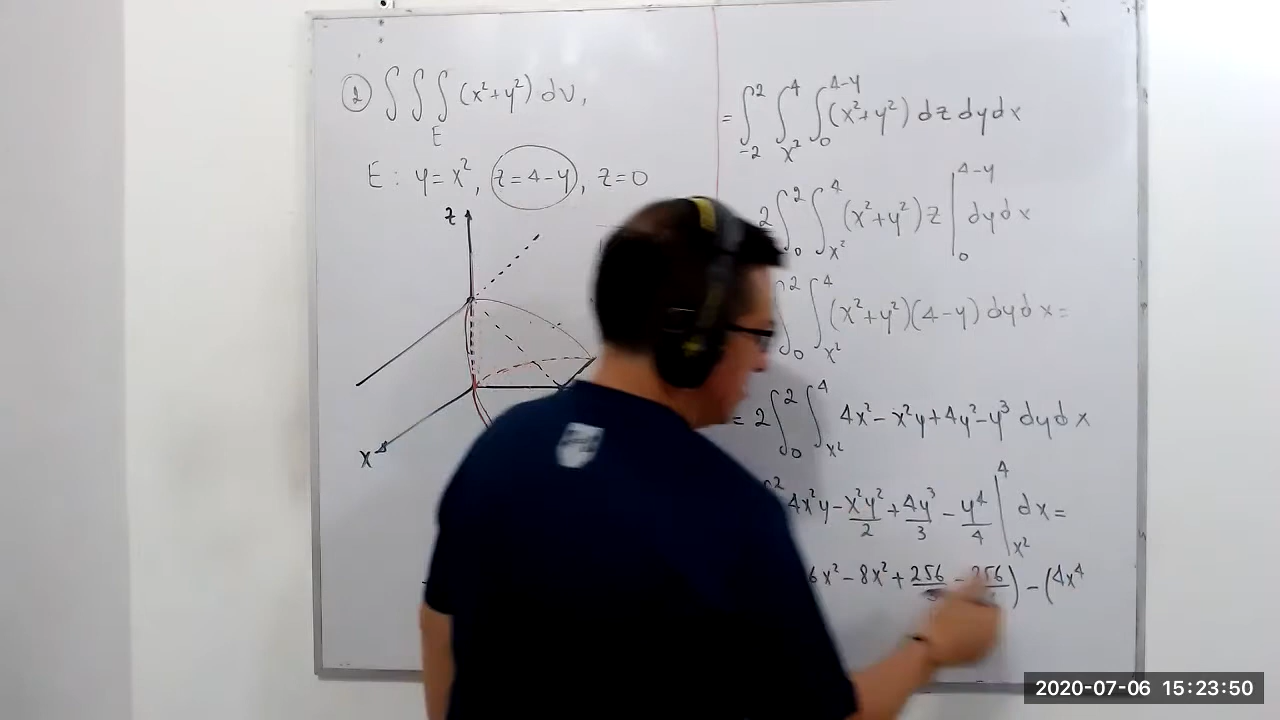 ② ∫∫∫_E (x²+y²) dv,
E: y=x², z=4-y, z=0
z
x
= ∫_{-2}^{2} ∫_{x²}^{4} ∫_{0}^{4-y} (x²+y²) dz dy dx
2 ∫_{0}^{2} ∫_{x²}^{4} (x²+y²) z |_{0}^{4-y} dy dx
∫_{0}^{2} ∫_{x²}^{4} (x²+y²)(4-y) dy dx =
= 2 ∫_{0}^{2} ∫_{x²}^{4} 4x² - x²y + 4y² - y³ dy dx
2 4x²y - x²y²/2 + 4y³/3 - y⁴/4 |_{x²}^{4} dx =
6x² - 8x² + 256 - 256) - (4x⁴
2020-07-06 15:23:50